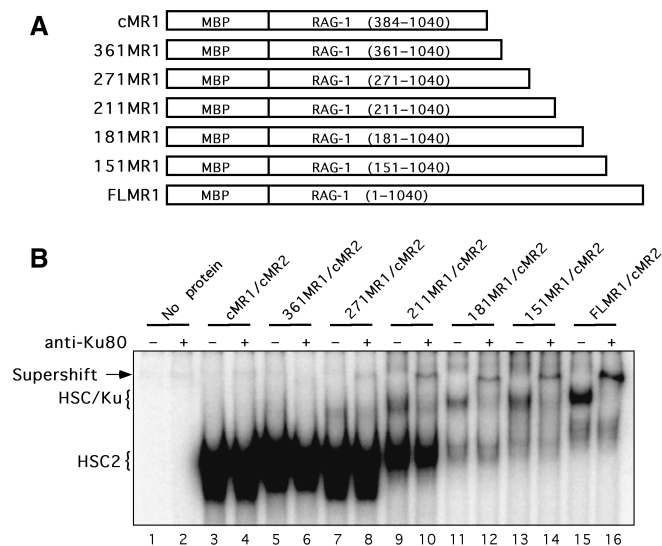 A
cMR1 MBP RAG-1 (384–1040)
361MR1 MBP RAG-1 (361–1040)
271MR1 MBP RAG-1 (271–1040)
211MR1 MBP RAG-1 (211–1040)
181MR1 MBP RAG-1 (181–1040)
151MR1 MBP RAG-1 (151–1040)
FLMR1 MBP RAG-1 (1–1040)
B
No protein
cMR1/cMR2
361MR1/cMR2
271MR1/cMR2
211MR1/cMR2
181MR1/cMR2
151MR1/cMR2
FLMR1/cMR2
anti-Ku80 – + – + – + – + – + – + – + – +
Supershift
HSC/Ku
HSC2
1 2 3 4 5 6 7 8 9 10 11 12 13 14 15 16